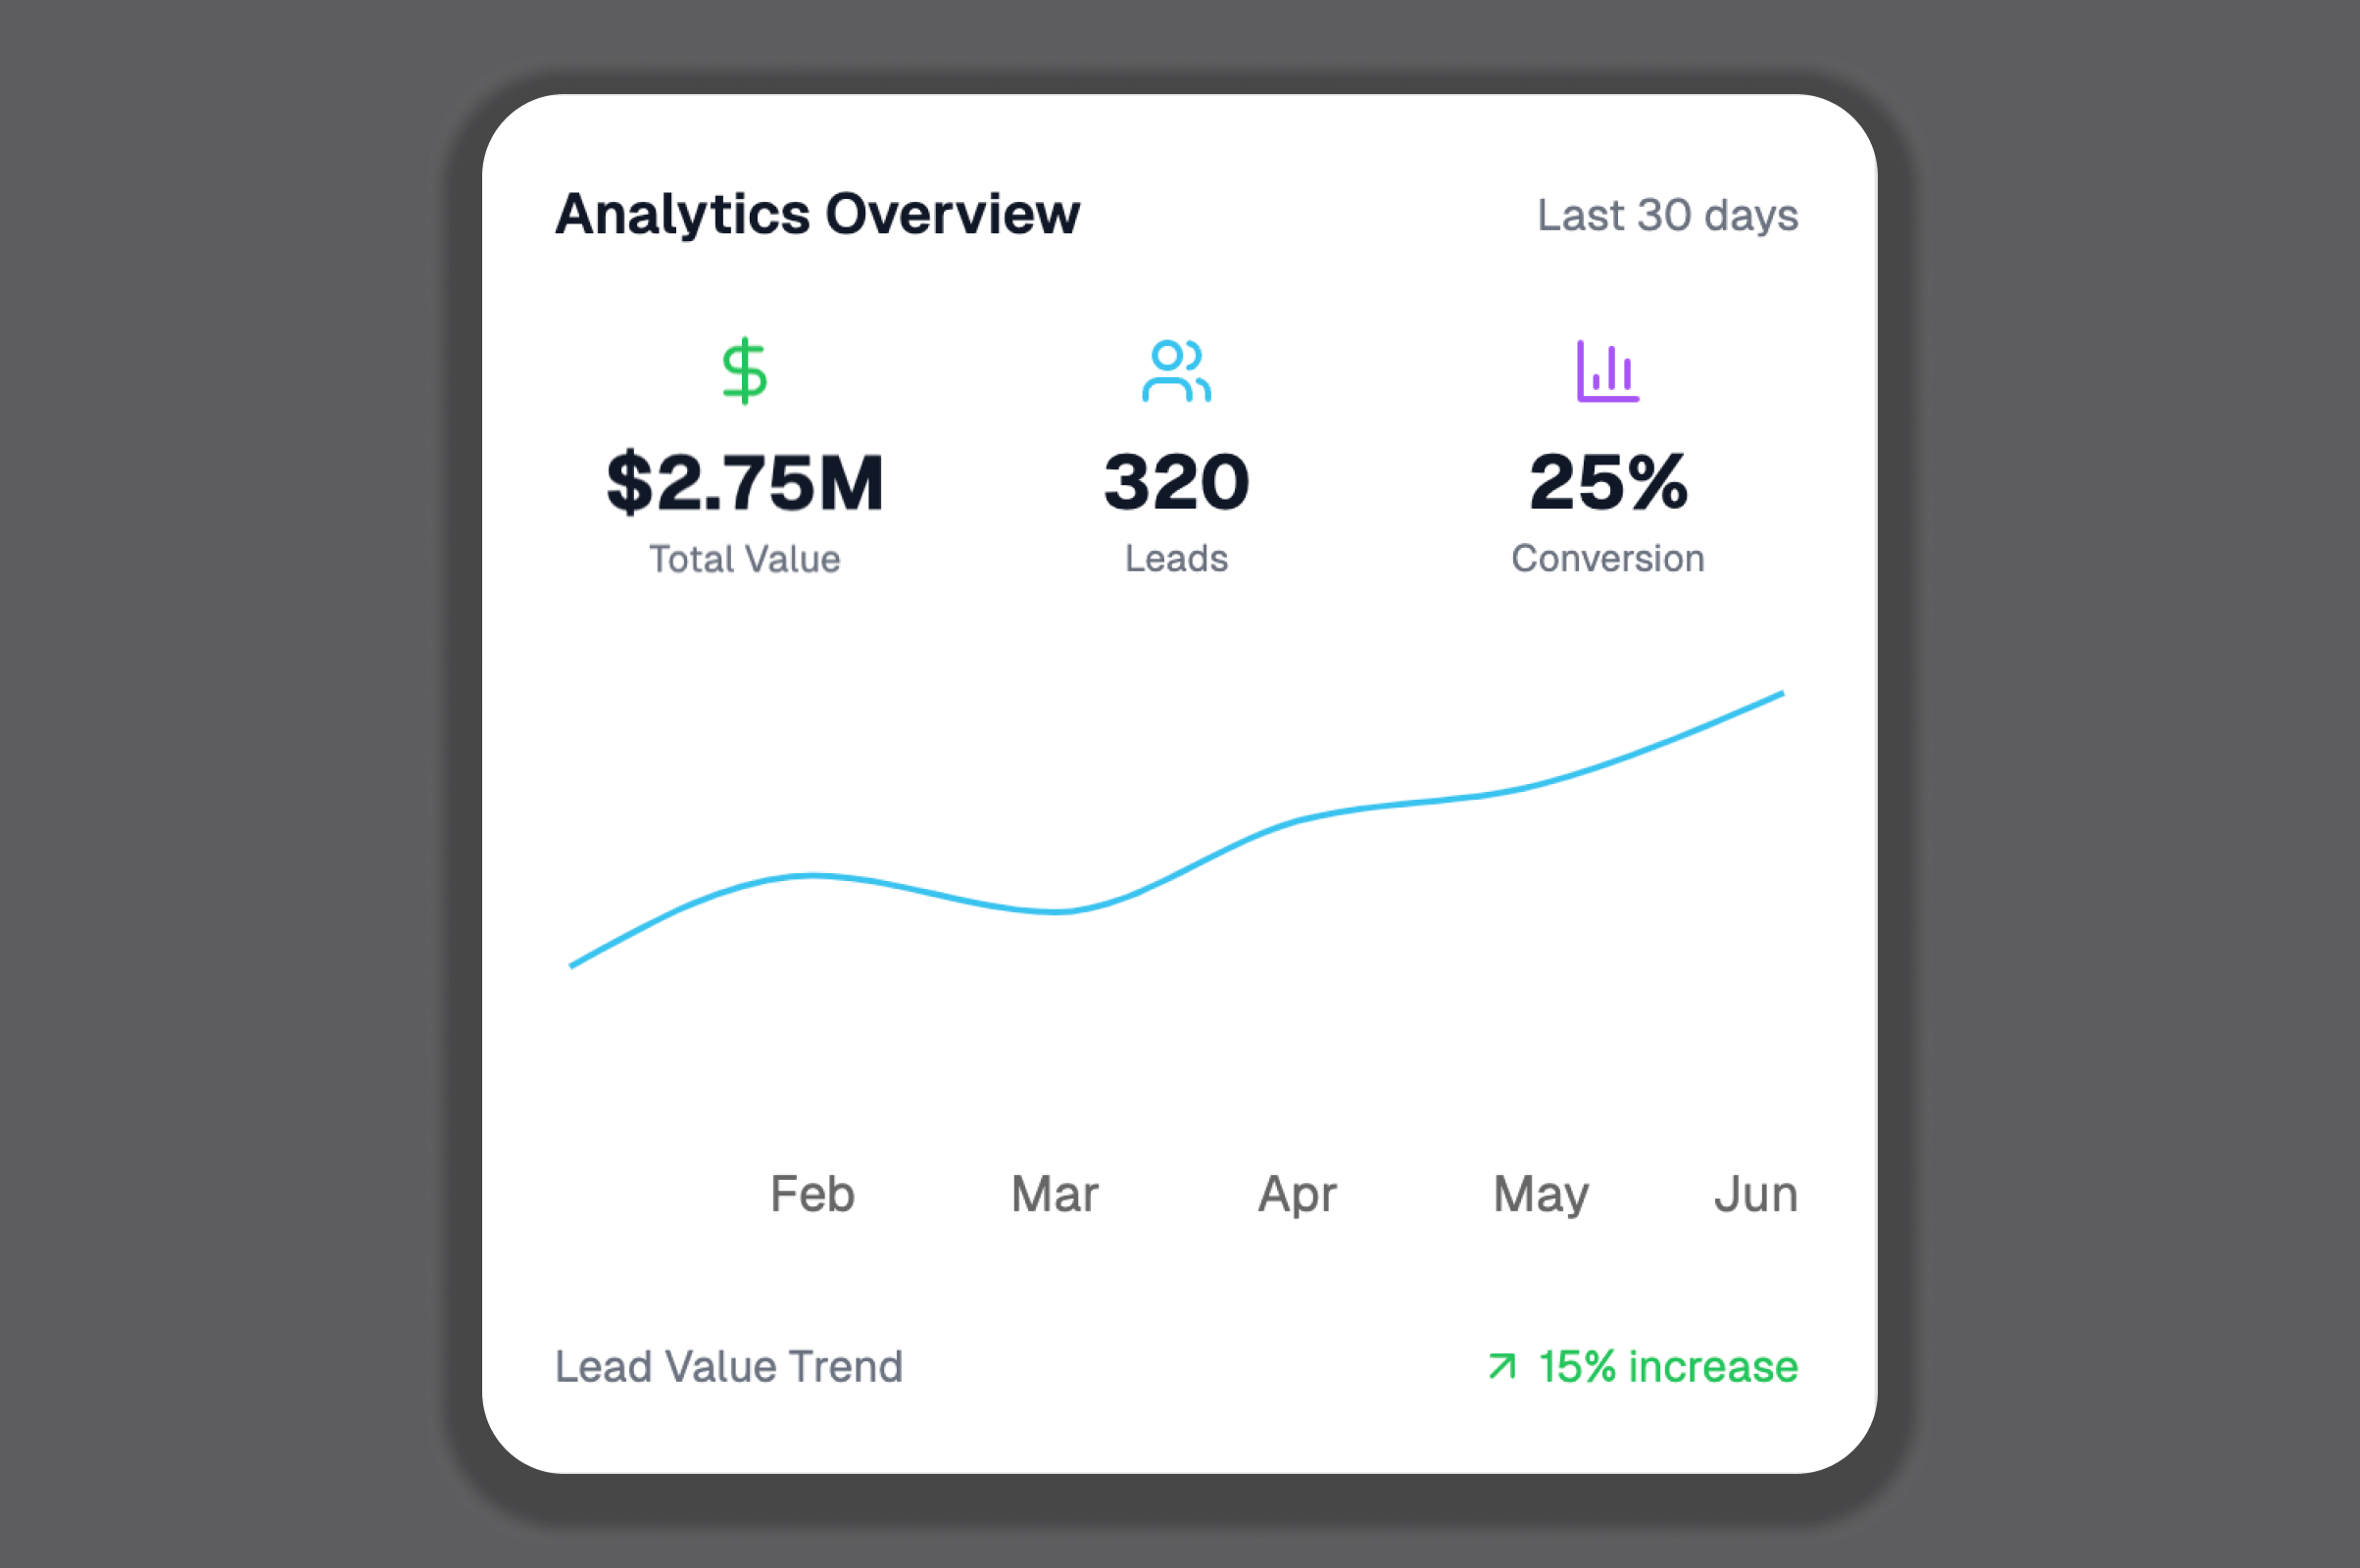 Analytics Overview
Last 30 days
$2.75M
Total Value
320
Leads
25%
Conversion
Feb Mar Apr May Jun
Lead Value Trend
15% increase